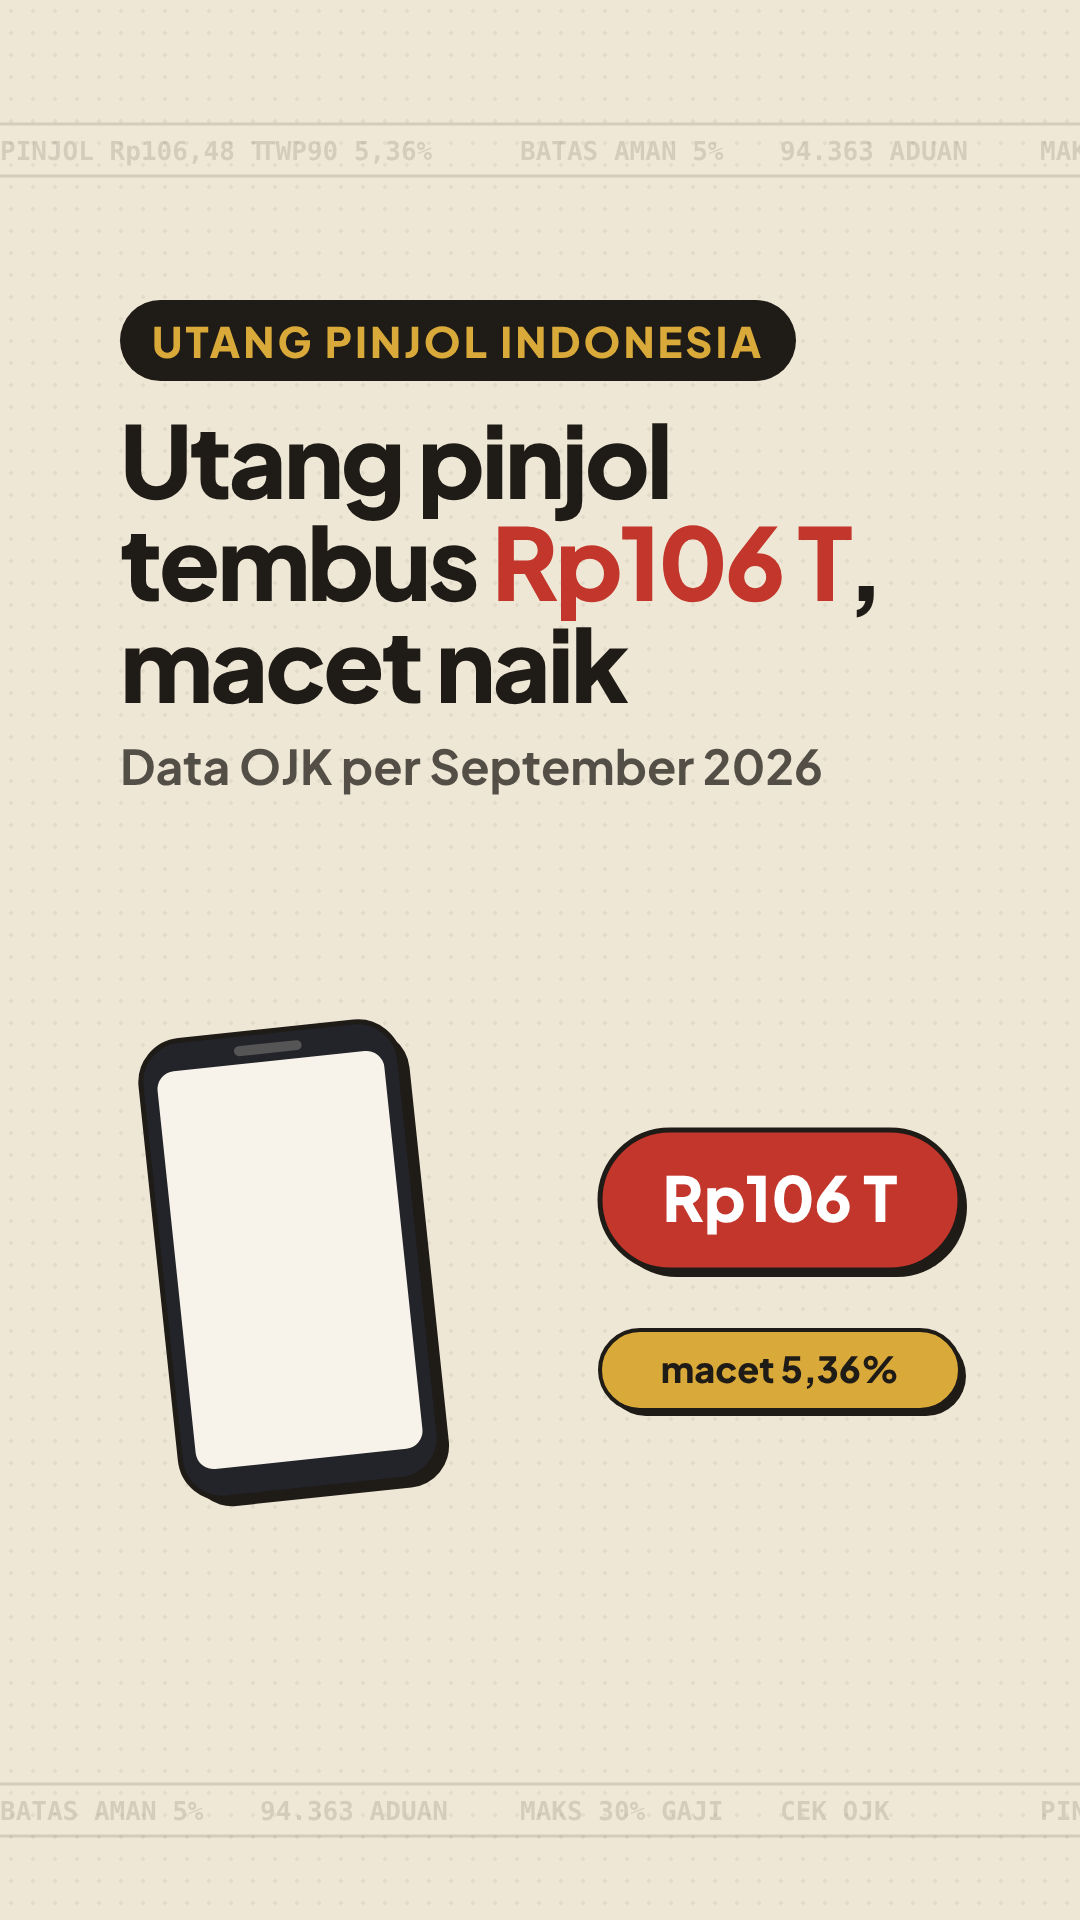 PINJOL Rp106,48 T TWP90 5,36% BATAS AMAN 5% 94.363 ADUAN MAK
UTANG PINJOL INDONESIA
Utang pinjol
tembus Rp106 T,
macet naik
Data OJK per September 2026
Rp106 T
macet 5,36%
BATAS AMAN 5% 94.363 ADUAN MAKS 30% GAJI CEK OJK PIN